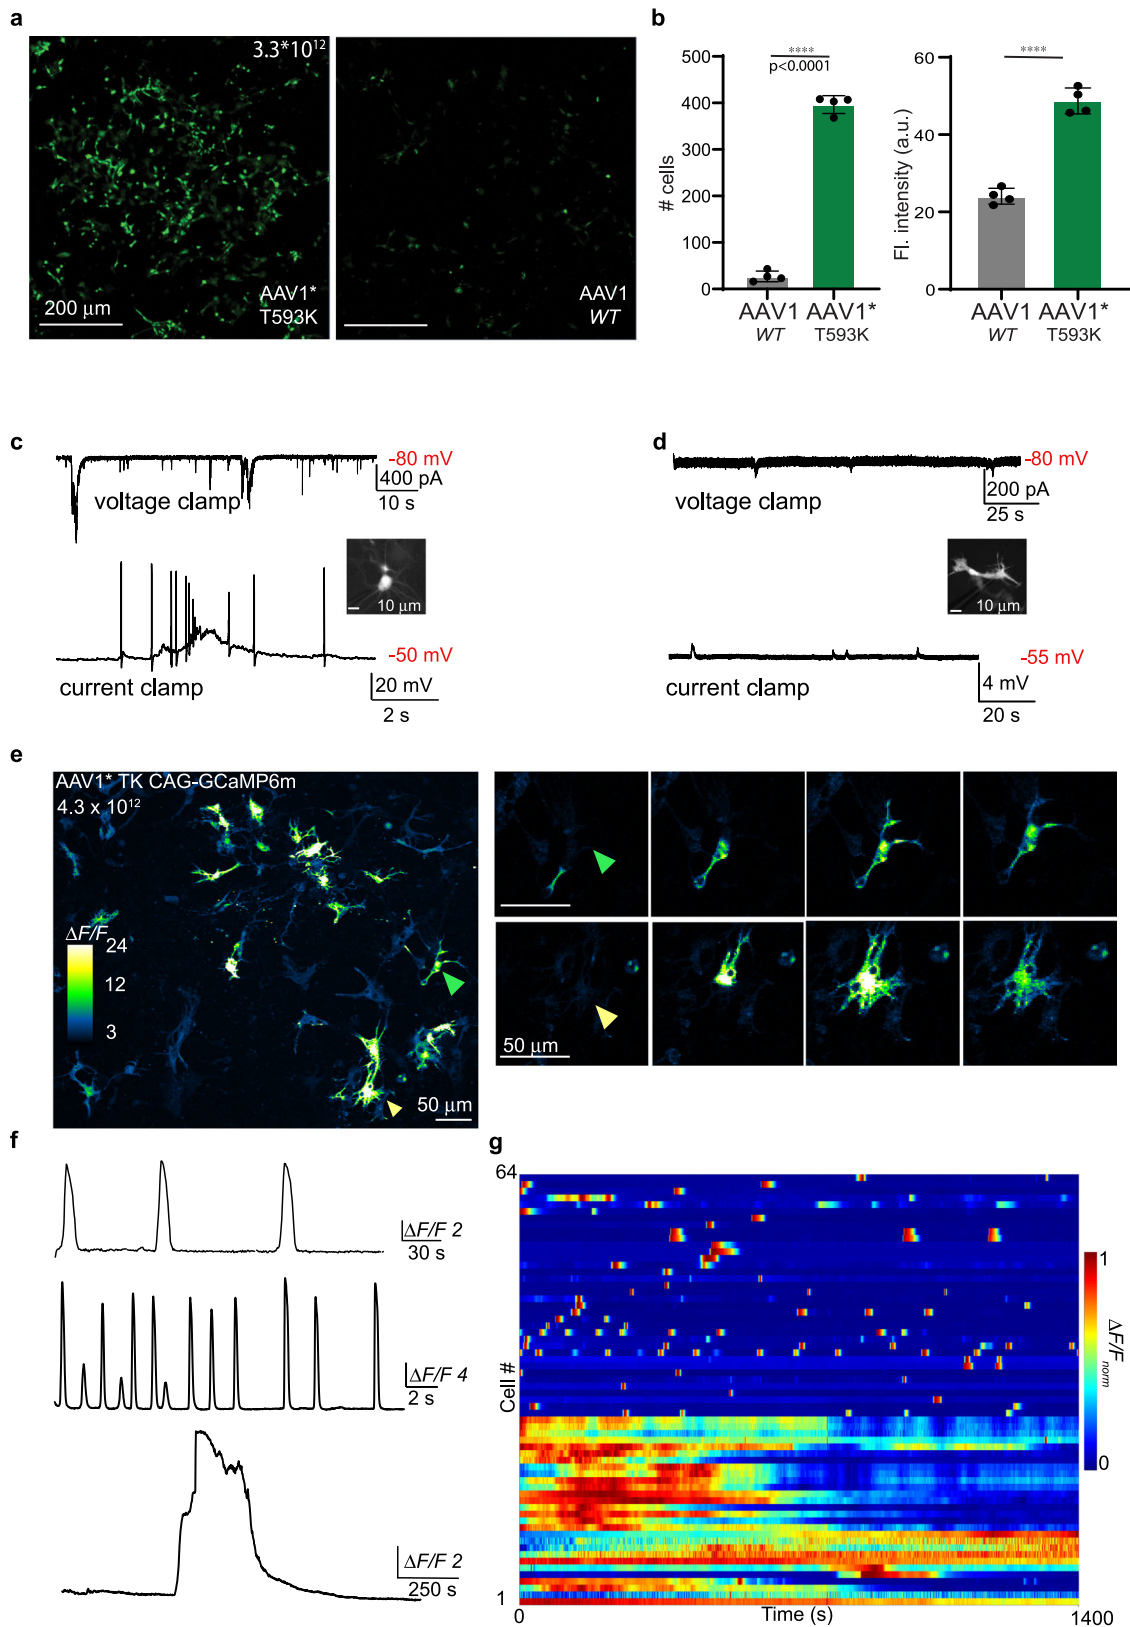 a
3.3*10¹²
AAV1*
T593K
200 µm
AAV1
WT
b
****
p<0.0001
500
400
300
200
100
0
# cells
AAV1
WT
AAV1*
T593K
****
60
40
20
0
Fl. intensity (a.u.)
AAV1
WT
AAV1*
T593K
c
-80 mV
400 pA
10 s
voltage clamp
10 µm
-50 mV
current clamp
20 mV
2 s
d
-80 mV
200 pA
25 s
voltage clamp
10 µm
-55 mV
current clamp
4 mV
20 s
e
AAV1* TK CAG-GCaMP6m
4.3 x 10¹²
ΔF/F
24
12
3
50 µm
50 µm
f
ΔF/F 2
30 s
ΔF/F 4
2 s
ΔF/F 2
250 s
g
64
Cell #
1
0
Time (s)
1400
1
0
ΔF/F norm